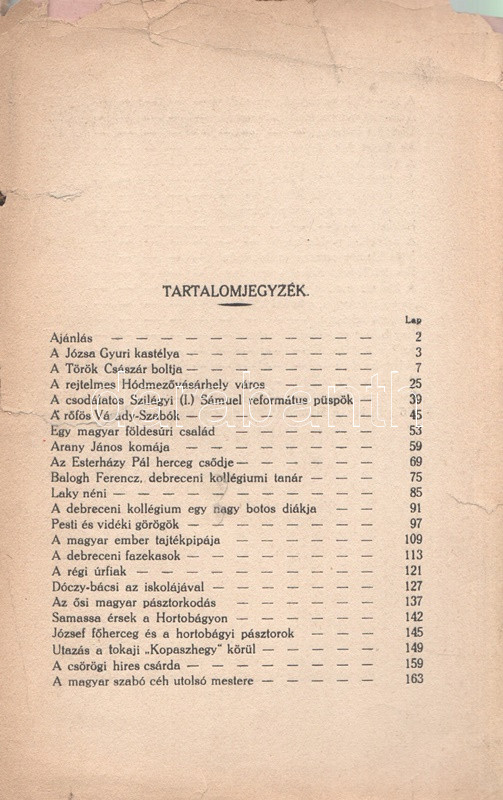 TARTALOMJEGYZÉK.
Lap
Ajánlás — — — — — — — — — — — 2
A Józsa Gyuri kastélya — — — — — — — — 3
A Török Császár boltja — — — — — — — — 7
A rejtelmes Hódmezővásárhely város — — — — — 25
A csodálatos Szilágyi (I.) Sámuel református püspök — 39
A rőfös Vá ady-Szabók — — — — — — — — 45
Egy magyar földesúri család — — — — — — 53
Arany János komája — — — — — — — — 59
Az Esterházy Pál herceg csődje — — — — — — 69
Balogh Ferencz, debreceni kollégiumi tanár — — — 75
Laky néni — — — — — — — — — — 85
A debreceni kollégium egy nagy botos diákja — — 91
Pesti és vidéki görögök — — — — — — — 97
A magyar ember tajtékpipája — — — — — — 109
A debreceni fazekasok — — — — — — — 113
A régi úrfiak — — — — — — — — — 121
Dóczy-bácsi az iskolájával — — — — — — 127
Az ősi magyar pásztorkodás — — — — — — 137
Samassa érsek a Hortobágyon — — — — — — 142
József főherceg és a hortobágyi pásztorok — — — 145
Utazás a tokaji „Kopaszhegy" körül — — — — — 149
A csörögi hires csárda — — — — — — — — 159
A magyar szabó céh utolsó mestere — — — — — 163